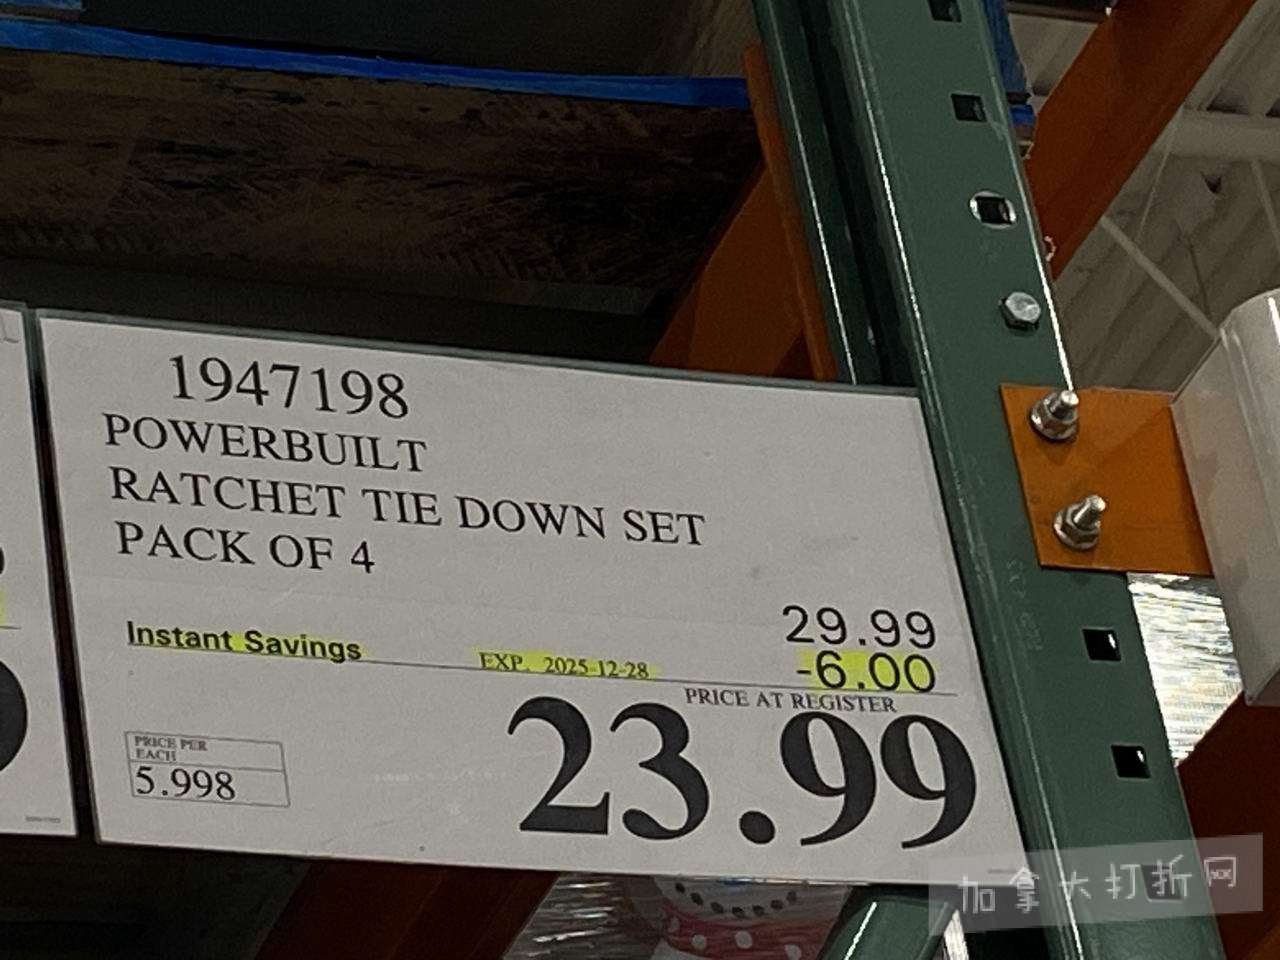 1947198
POWERBUILT
RATCHET TIE DOWN SET
PACK OF 4
29.99
Instant Savings EXP. 2025-12-28 -6.00
PRICE AT REGISTER
23.99
PRICE PER
EACH
5.998
加拿大打折网